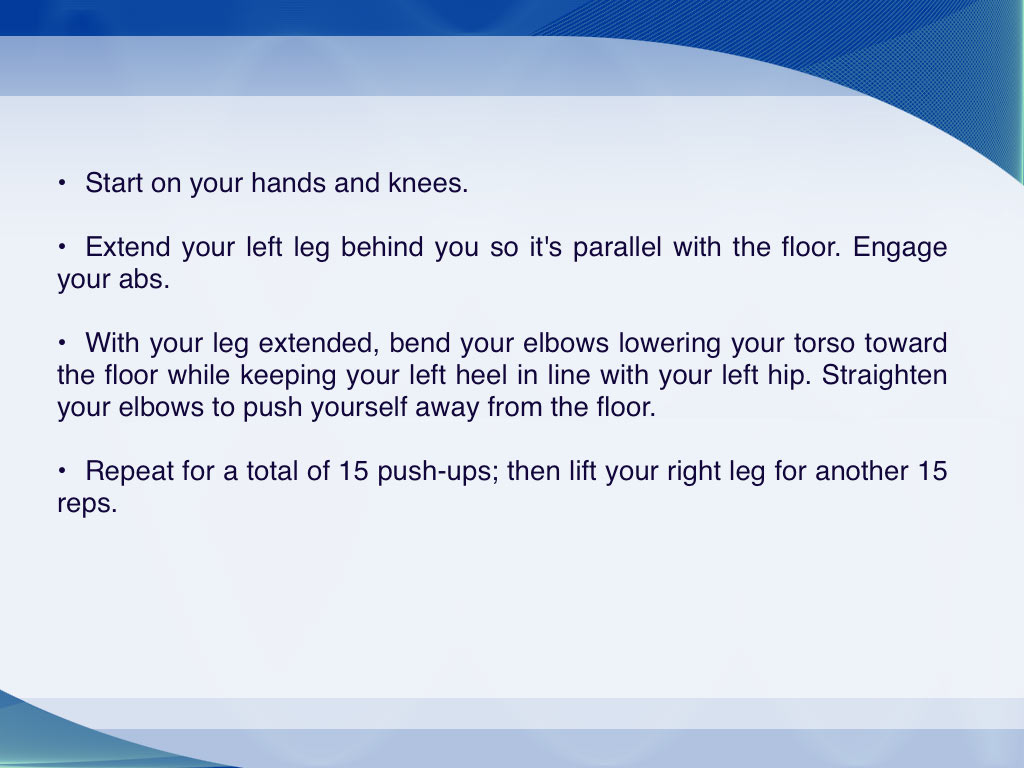 • Start on your hands and knees.
• Extend your left leg behind you so it's parallel with the floor. Engage
your abs.
• With your leg extended, bend your elbows lowering your torso toward
the floor while keeping your left heel in line with your left hip. Straighten
your elbows to push yourself away from the floor.
• Repeat for a total of 15 push-ups; then lift your right leg for another 15
reps.